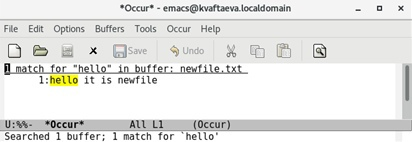 *Occur* - emacs@kvaftaeva.localdomain
File Edit Options Buffers Tools Occur Help
Save Undo
1 match for "hello" in buffer: newfile.txt
1:hello it is newfile
U:%%- *Occur* All L1 (Occur)
Searched 1 buffer; 1 match for `hello'